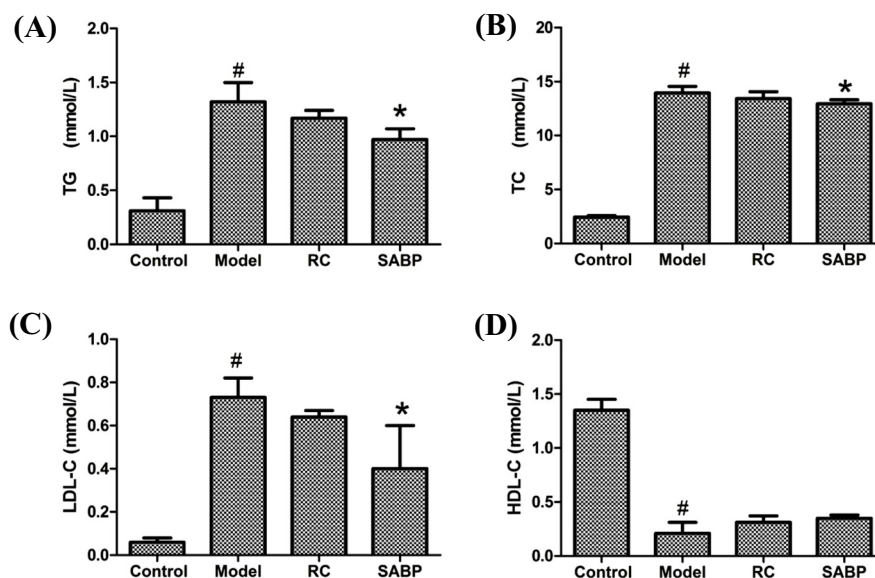 (A)
TG (mmol/L)
2.0
1.5
1.0
0.5
0.0
#
*
Control Model RC SABP
(B)
TC (mmol/L)
20
15
10
5
0
#
*
Control Model RC SABP
(C)
LDL-C (mmol/L)
1.0
0.8
0.6
0.4
0.2
0.0
#
*
Control Model RC SABP
(D)
HDL-C (mmol/L)
2.0
1.5
1.0
0.5
0.0
#
Control Model RC SABP